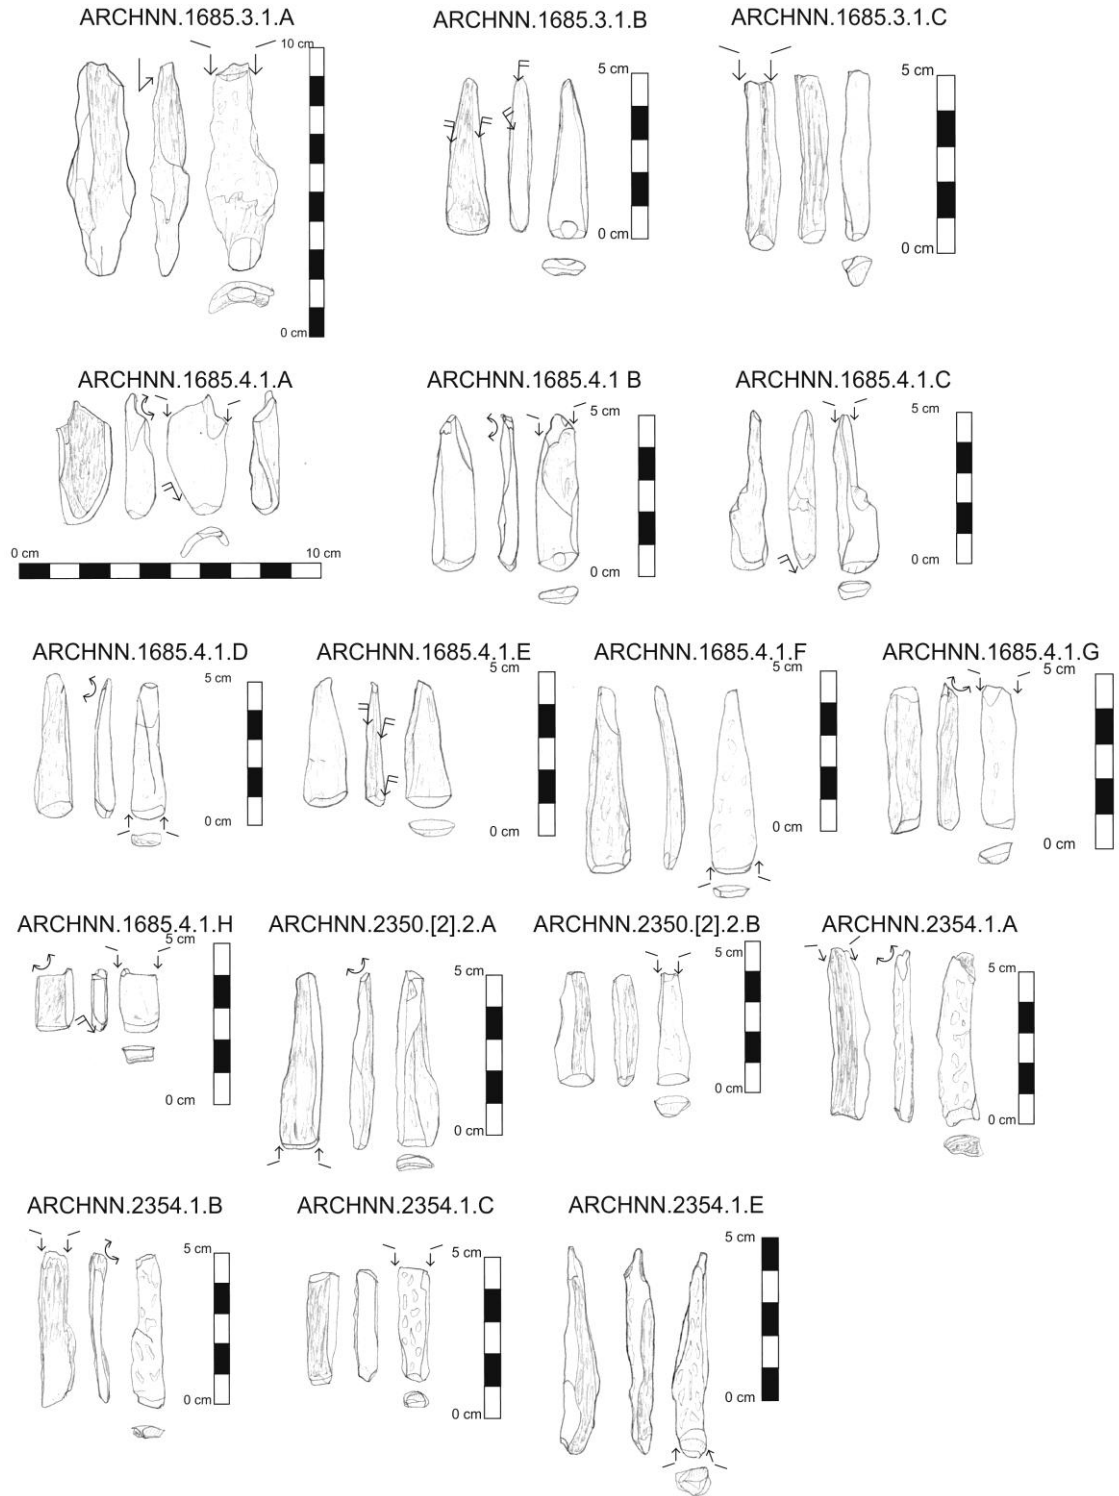 ARCHNN.1685.3.1.A
ARCHNN.1685.3.1.B
ARCHNN.1685.3.1.C
10 cm
0 cm
5 cm
0 cm
5 cm
0 cm
ARCHNN.1685.4.1.A
ARCHNN.1685.4.1 B
ARCHNN.1685.4.1.C
0 cm
10 cm
5 cm
0 cm
5 cm
0 cm
ARCHNN.1685.4.1.D
ARCHNN.1685.4.1.E
ARCHNN.1685.4.1.F
ARCHNN.1685.4.1.G
5 cm
0 cm
5 cm
0 cm
5 cm
0 cm
5 cm
0 cm
ARCHNN.1685.4.1.H
ARCHNN.2350.[2].2.A
ARCHNN.2350.[2].2.B
ARCHNN.2354.1.A
5 cm
0 cm
5 cm
0 cm
5 cm
0 cm
5 cm
0 cm
ARCHNN.2354.1.B
ARCHNN.2354.1.C
ARCHNN.2354.1.E
5 cm
0 cm
5 cm
0 cm
5 cm
0 cm